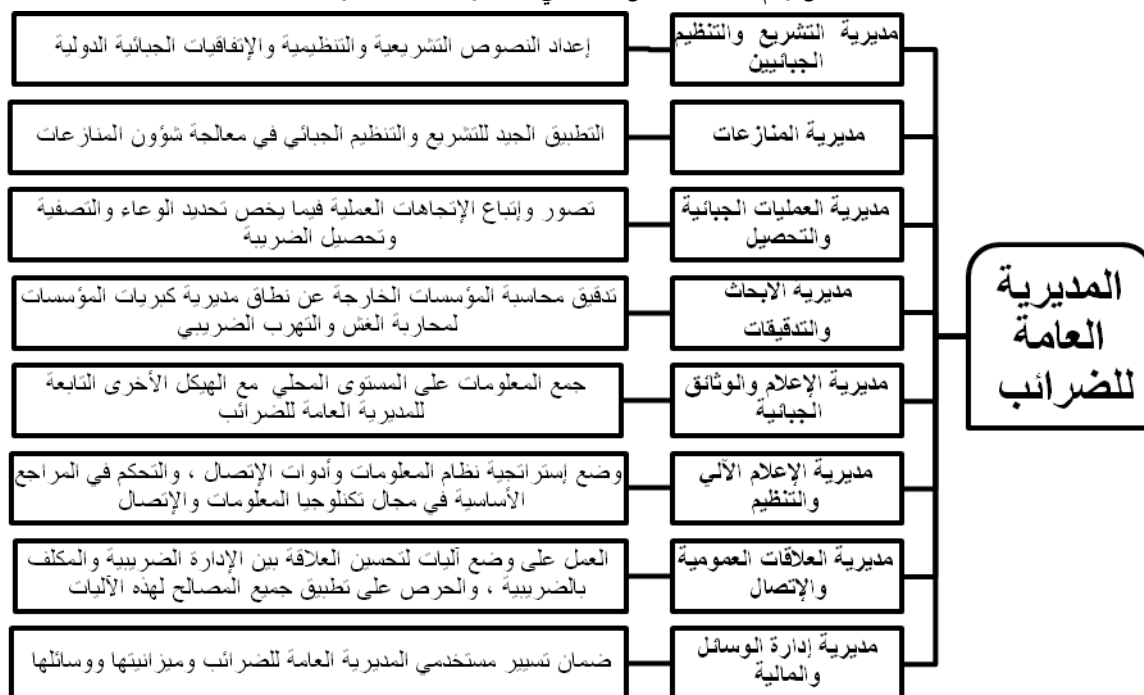 المديرية
العامة
للضرائب
مديرية التشريع والتنظيم
الجبائيين
إعداد النصوص التشريعية والتنظيمية والإتفاقيات الجبائية الدولية
مديرية المنازعات
التطبيق الجيد للتشريع والتنظيم الجبائي في معالجة شؤون المنازعات
مديرية العمليات الجبائية
والتحصيل
تصور وإتباع الإتجاهات العملية فيما يخص تحديد الوعاء والتصفية
وتحصيل الضريبة
مديرية الابحاث
والتدقيقات
تدقيق محاسبة المؤسسات الخارجة عن نطاق مديرية كبريات المؤسسات
لمحاربة الغش والتهرب الضريبي
مديرية الإعلام والوثائق
الجبائية
جمع المعلومات على المستوى المحلي مع الهيكل الأخرى التابعة
للمديرية العامة للضرائب
مديرية الإعلام الآلي
والتنظيم
وضع إستراتجية نظام المعلومات وأدوات الإتصال ، والتحكم في المراجع
الأساسية في مجال تكنلوجيا المعلومات والإتصال
مديرية العلاقات العمومية
والإتصال
العمل على وضع آليات لتحسين العلاقة بين الإدارة الضريبية والمكلف
بالضريبية ، والحرص على تطبيق جميع المصالح لهذه الآليات
مديرية إدارة الوسائل
والمالية
ضمان تسيير مستخدمي المديرية العامة للضرائب وميزانيتها ووسائلها